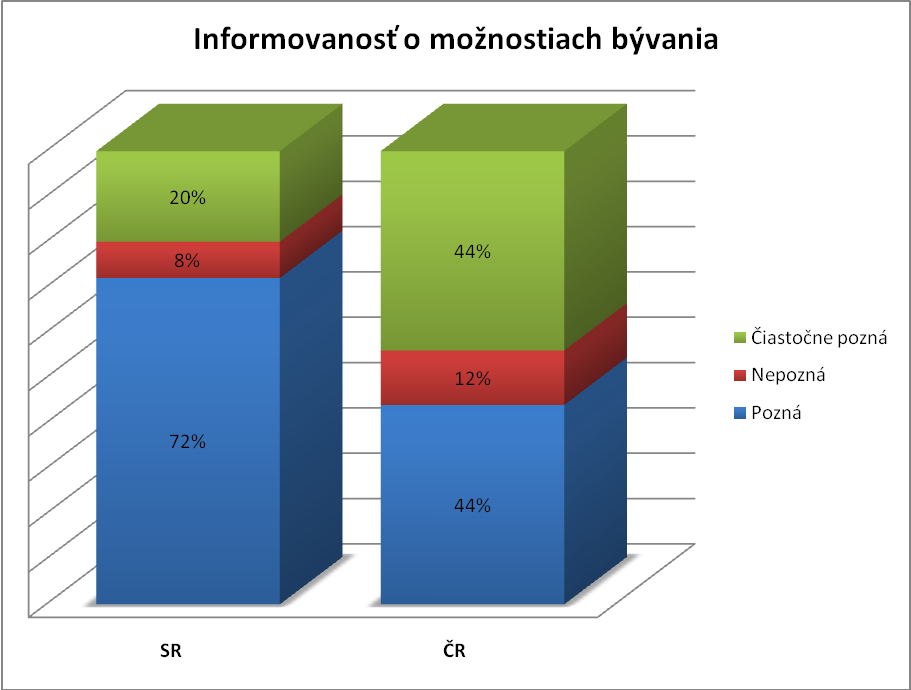 Informovanosť o možnostiach bývania
20%
8%
72%
44%
12%
44%
Čiastočne pozná
Nepozná
Pozná
SR
ČR